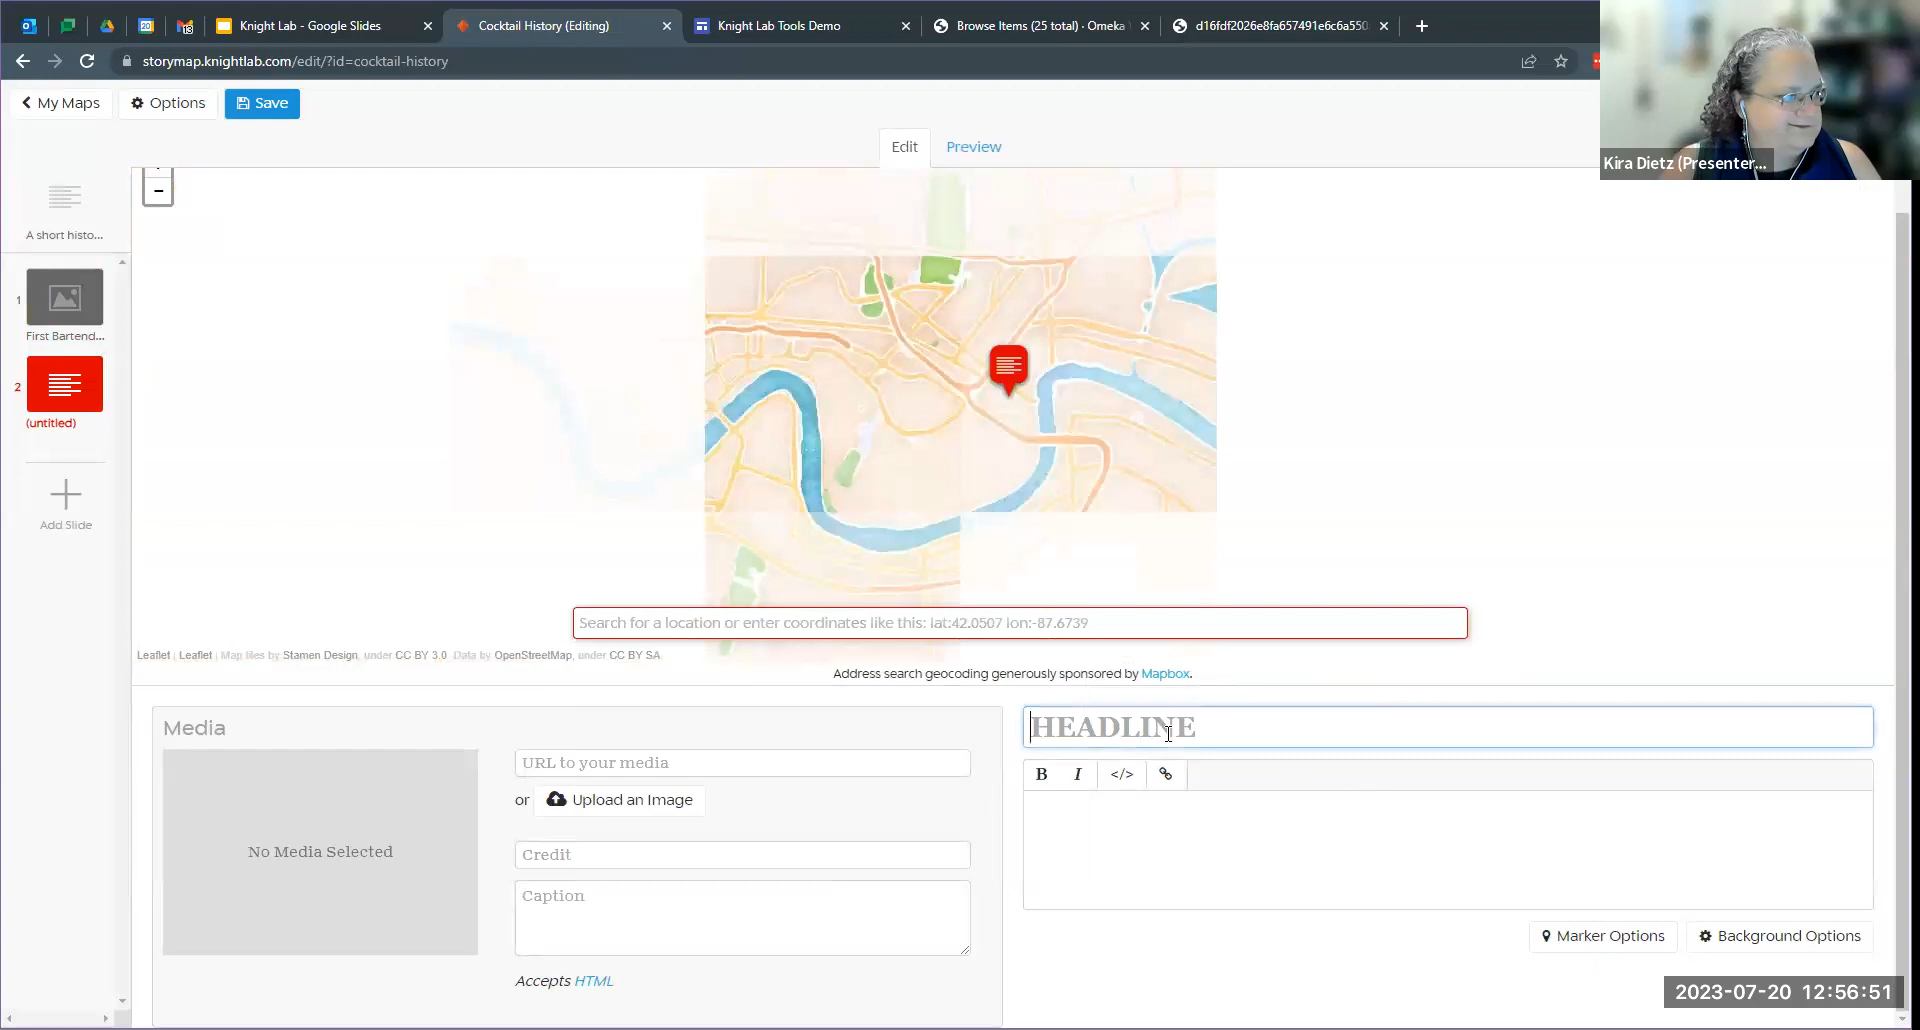 Knight Lab - Google Slides
Cocktail History (Editing)
Knight Lab Tools Demo
Browse Items (25 total) · Omeka
d16fdf2026e8fa657491e6c6a550
storymap.knightlab.com/edit/?id=cocktail-history
My Maps
Options
Save
Kira Dietz (Presenter...
Edit
Preview
A short histo...
1
First Bartend...
2
(untitled)
Add Slide
Search for a location or enter coordinates like this: lat:42.0507 lon:-87.6739
Leaflet | Leaflet | Map tiles by Stamen Design, under CC BY 3.0. Data by OpenStreetMap, under CC BY SA.
Address search geocoding generously sponsored by Mapbox.
Media
No Media Selected
URL to your media
or Upload an Image
Credit
Caption
Accepts HTML
HEADLINE
B I </>
Marker Options
Background Options
2023-07-20 12:56:51